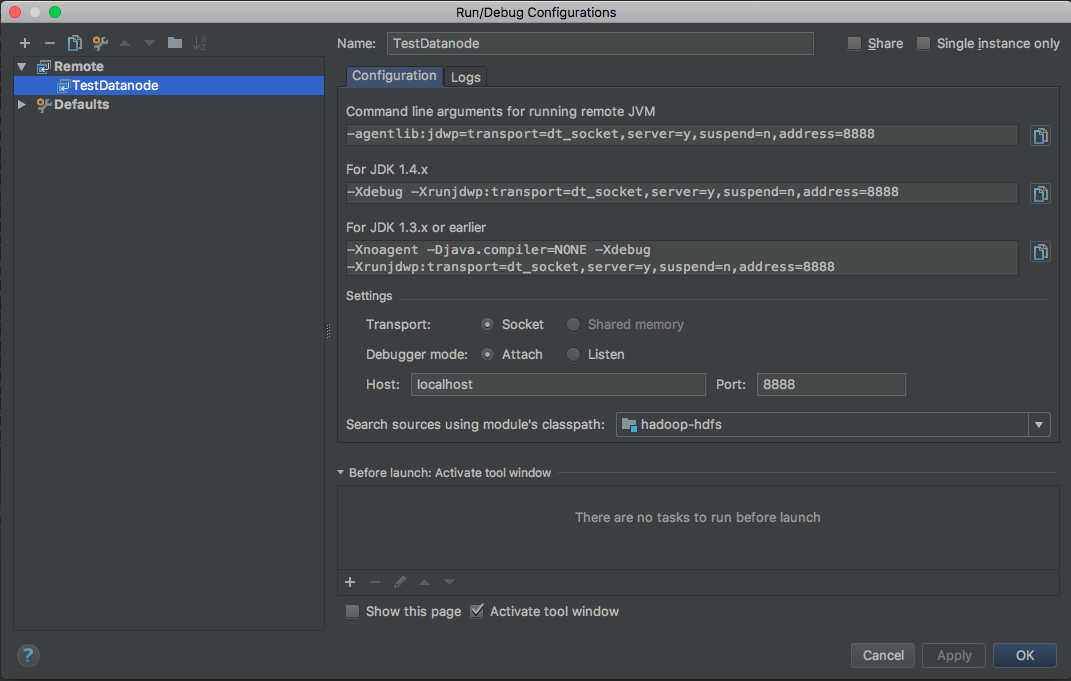 Run/Debug Configurations
Name: TestDatanode Share Single instance only
Remote
TestDatanode
Defaults
Configuration Logs
Command line arguments for running remote JVM
-agentlib:jdwp=transport=dt_socket,server=y,suspend=n,address=8888
For JDK 1.4.x
-Xdebug -Xrunjdwp:transport=dt_socket,server=y,suspend=n,address=8888
For JDK 1.3.x or earlier
-Xnoagent -Djava.compiler=NONE -Xdebug
-Xrunjdwp:transport=dt_socket,server=y,suspend=n,address=8888
Settings
Transport: Socket Shared memory
Debugger mode: Attach Listen
Host: localhost Port: 8888
Search sources using module's classpath: hadoop-hdfs
Before launch: Activate tool window
There are no tasks to run before launch
Show this page Activate tool window
? Cancel Apply OK